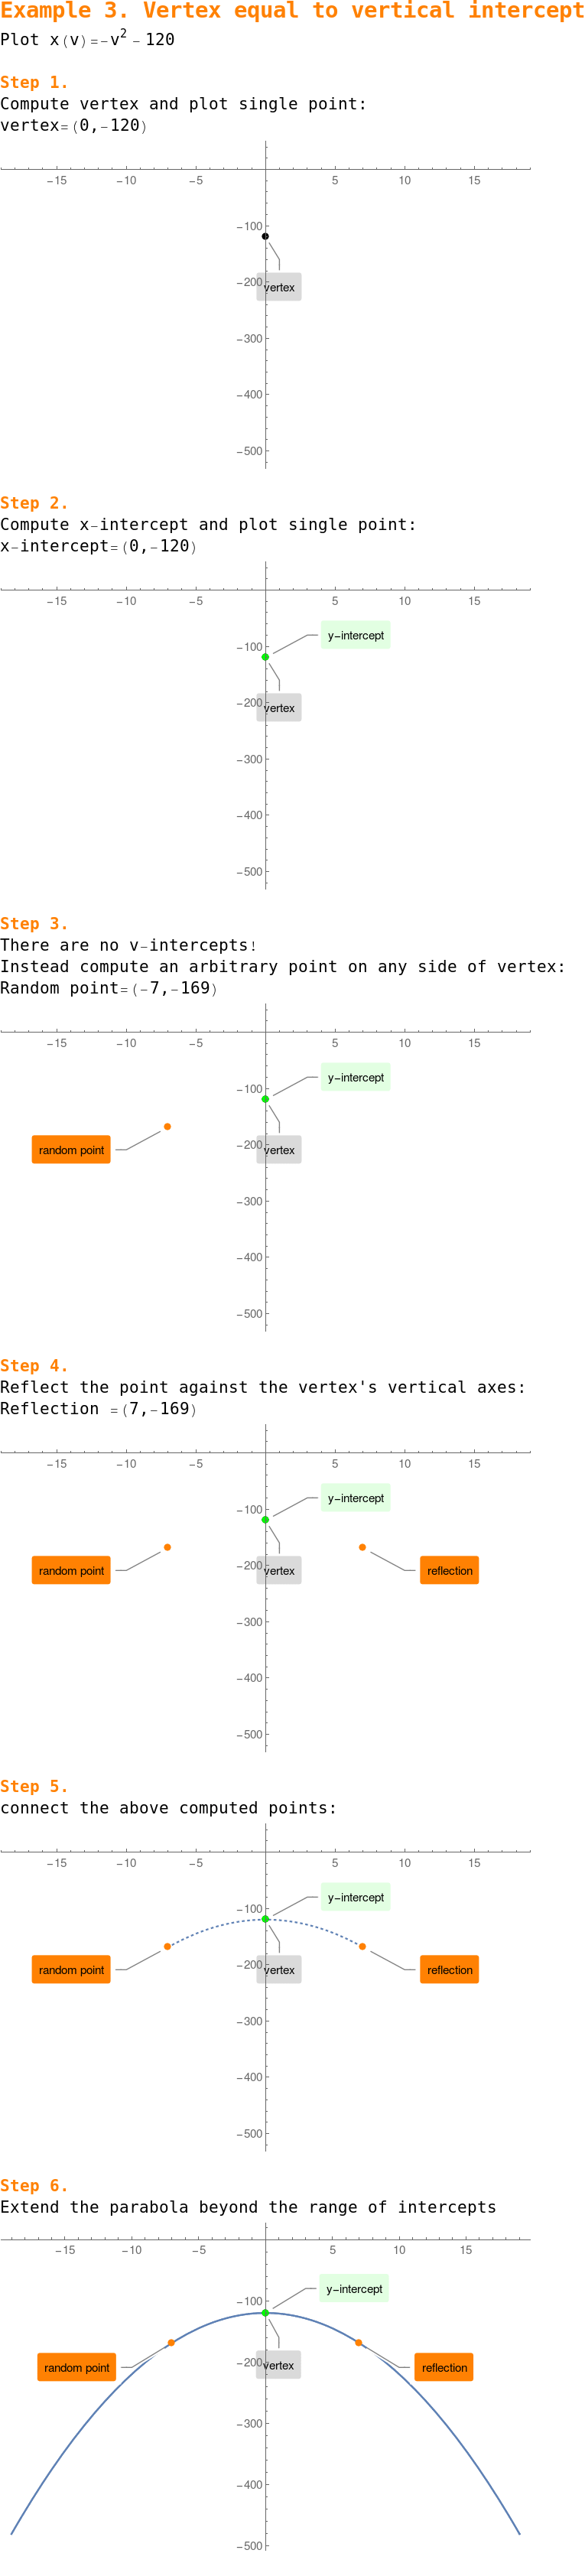 Example 3. Vertex equal to vertical intercept
Plot x(v)=-v² - 120
Step 1.
Compute vertex and plot single point:
vertex=(0,-120)
-15 -10 -5 5 10 15
-100
-200
vertex
-300
-400
-500
Step 2.
Compute x-intercept and plot single point:
x-intercept=(0,-120)
-15 -10 -5 5 10 15
y-intercept
-100
-200
vertex
-300
-400
-500
Step 3.
There are no v-intercepts!
Instead compute an arbitrary point on any side of vertex:
Random point=(-7,-169)
-15 -10 -5 5 10 15
y-intercept
-100
random point
-200
vertex
-300
-400
-500
Step 4.
Reflect the point against the vertex's vertical axes:
Reflection =(7,-169)
-15 -10 -5 5 10 15
y-intercept
-100
random point
-200
vertex
reflection
-300
-400
-500
Step 5.
connect the above computed points:
-15 -10 -5 5 10 15
y-intercept
-100
random point
-200
vertex
reflection
-300
-400
-500
Step 6.
Extend the parabola beyond the range of intercepts
-15 -10 -5 5 10 15
y-intercept
-100
random point
-200
vertex
reflection
-300
-400
-500